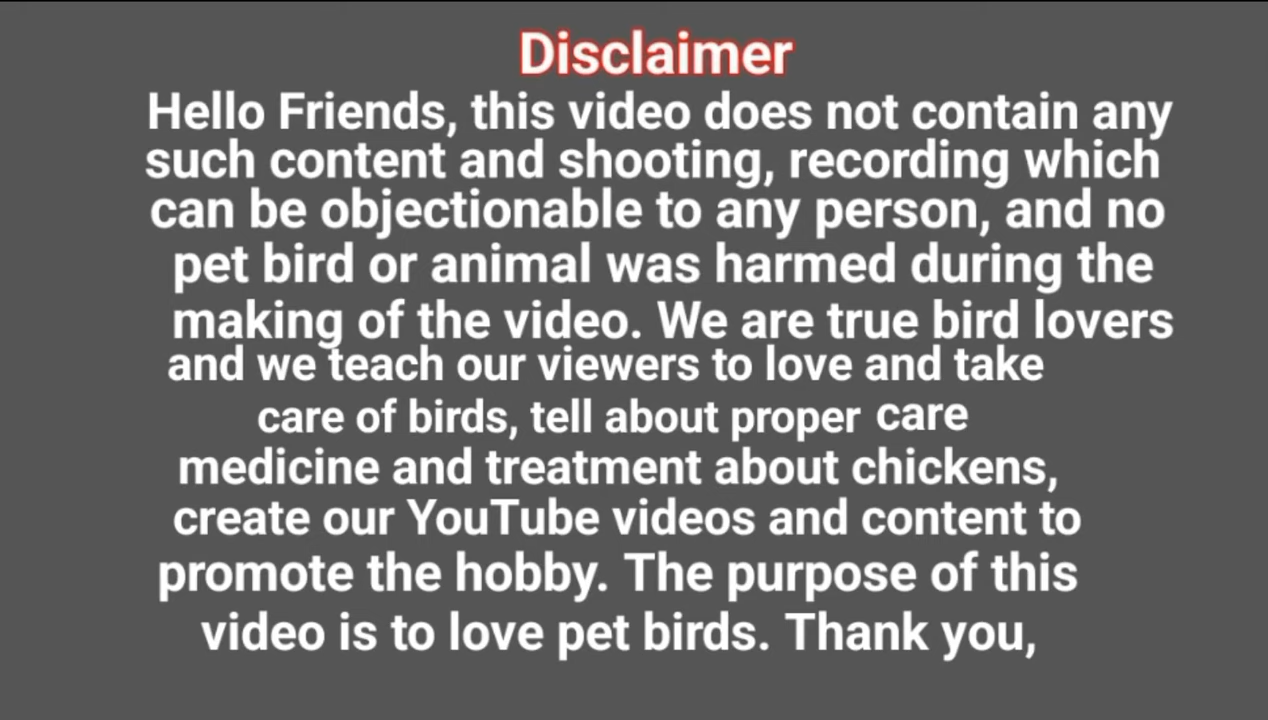 Disclaimer
Hello Friends, this video does not contain any
such content and shooting, recording which
can be objectionable to any person, and no
pet bird or animal was harmed during the
making of the video. We are true bird lovers
and we teach our viewers to love and take
care of birds, tell about proper care
medicine and treatment about chickens,
create our YouTube videos and content to
promote the hobby. The purpose of this
video is to love pet birds. Thank you,